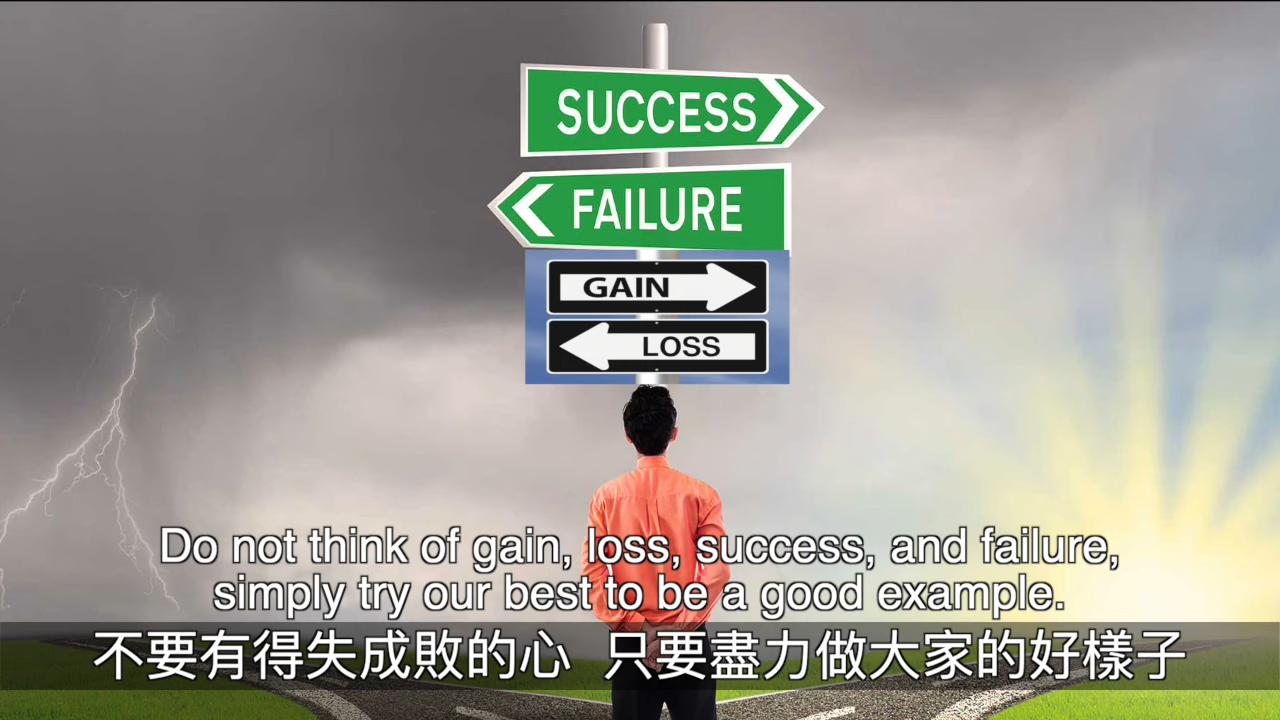 SUCCESS
FAILURE
GAIN
LOSS
Do not think of gain, loss, success, and failure,
simply try our best to be a good example.
不要有得失成敗的心 只要盡力做大家的好樣子